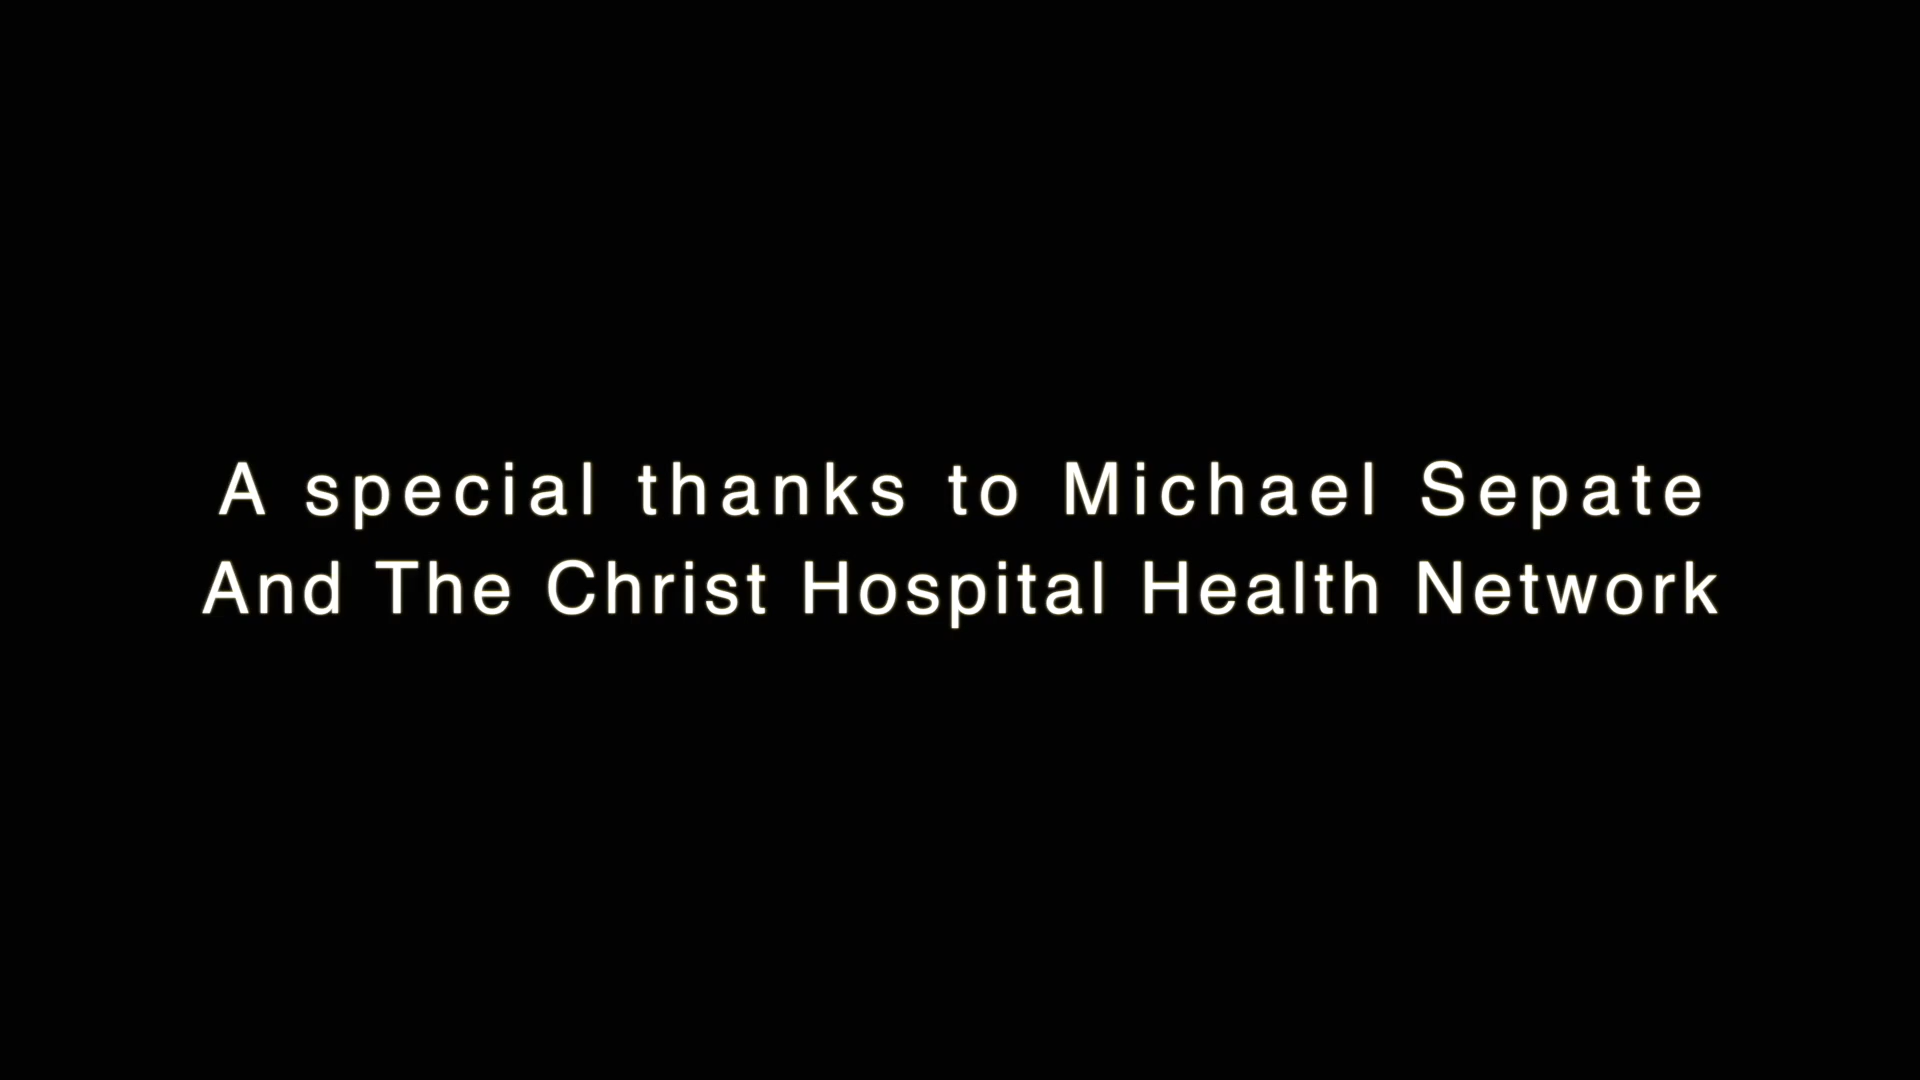 A special thanks to Michael Sepate
And The Christ Hospital Health Network